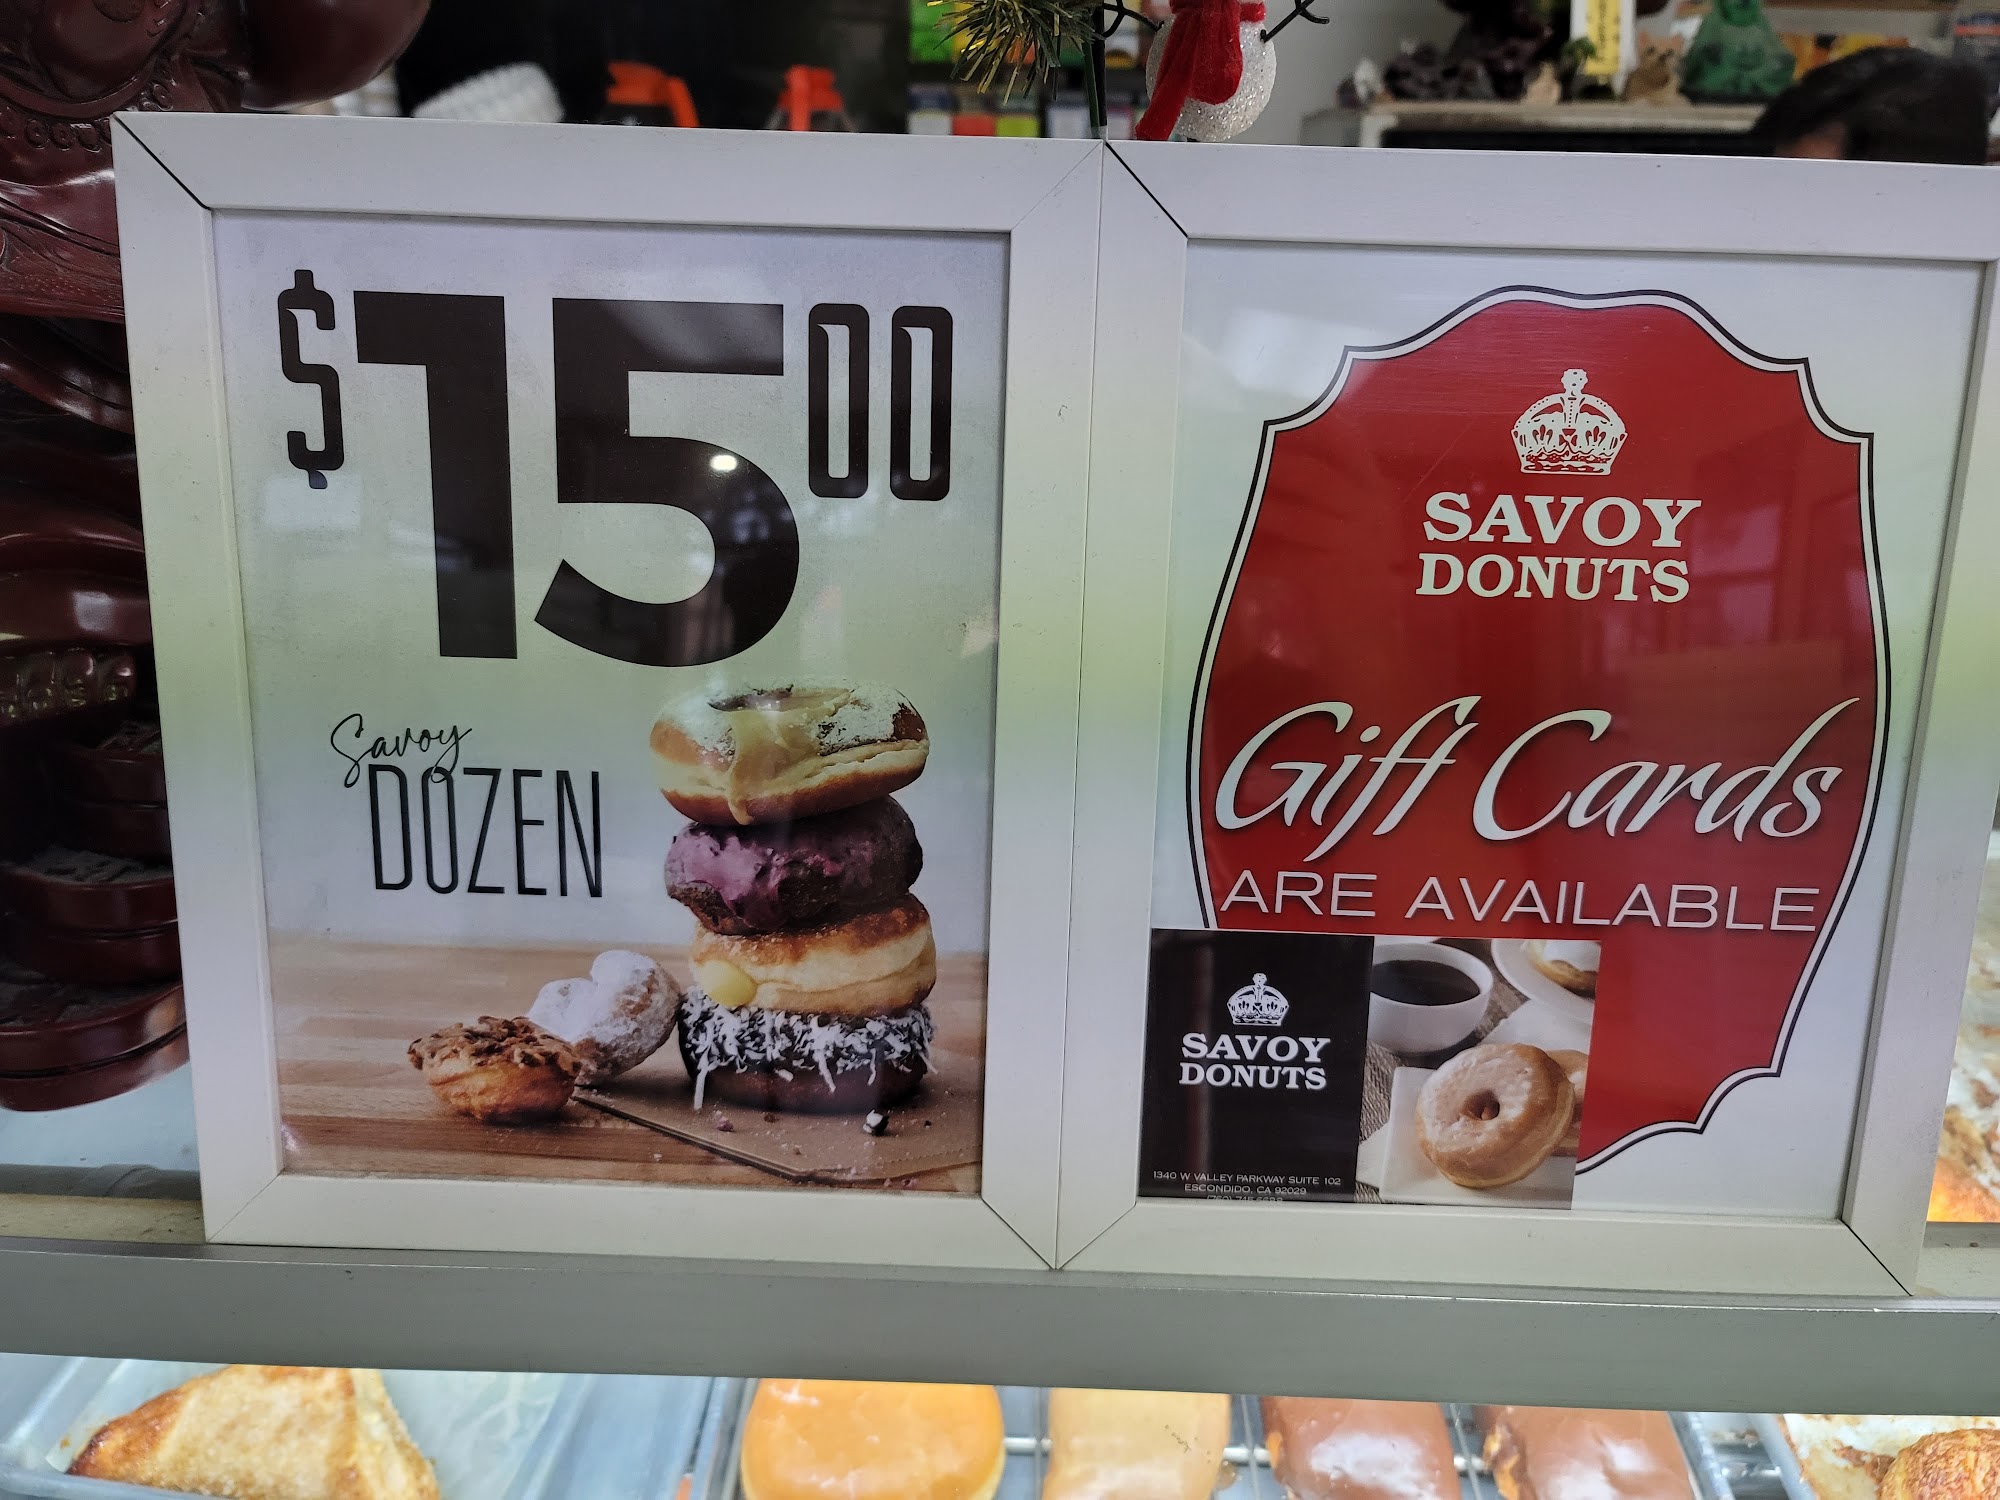 $15.00
Savoy
DOZEN
SAVOY
DONUTS
Gift Cards
ARE AVAILABLE
SAVOY
DONUTS
1340 W VALLEY PARKWAY SUITE 102
ESCONDIDO, CA 92029